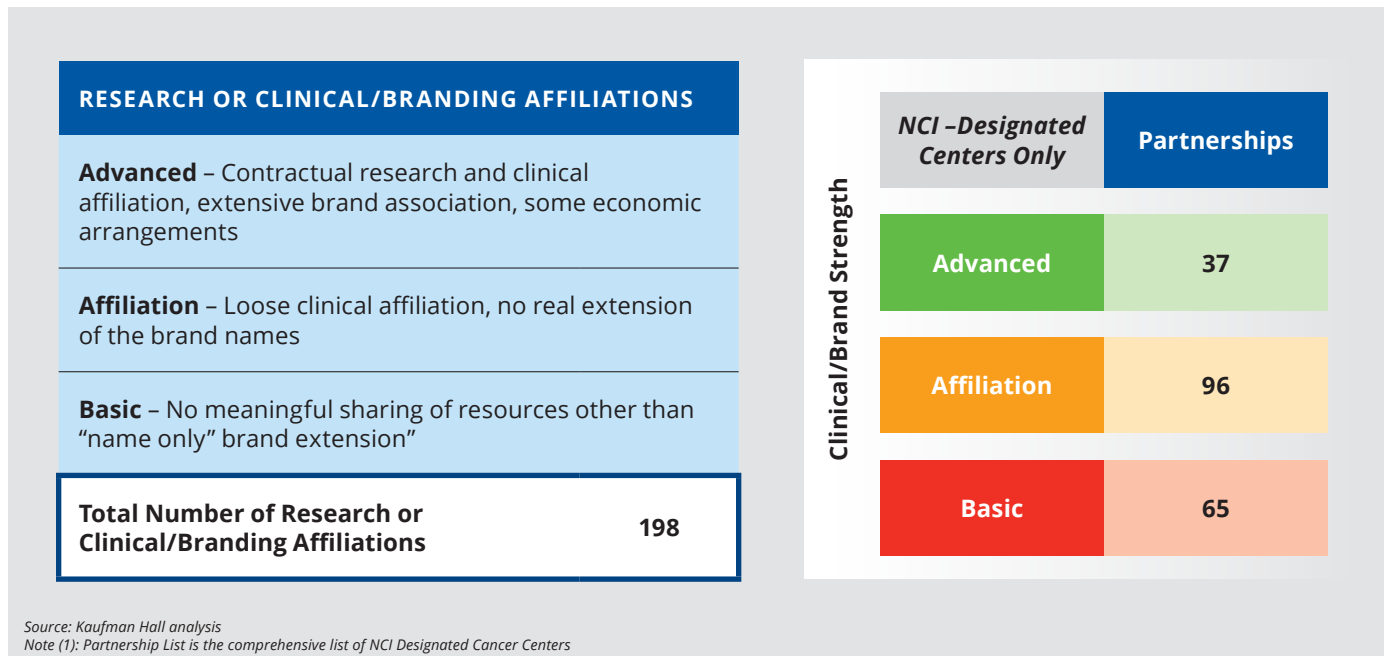 RESEARCH OR CLINICAL/BRANDING AFFILIATIONS
Advanced – Contractual research and clinical
affiliation, extensive brand association, some economic
arrangements
Affiliation – Loose clinical affiliation, no real extension
of the brand names
Basic – No meaningful sharing of resources other than
“name only” brand extension”
Total Number of Research or
Clinical/Branding Affiliations
198
Clinical/Brand Strength
NCI –Designated
Centers Only
Partnerships
Advanced
37
Affiliation
96
Basic
65
Source: Kaufman Hall analysis
Note (1): Partnership List is the comprehensive list of NCI Designated Cancer Centers